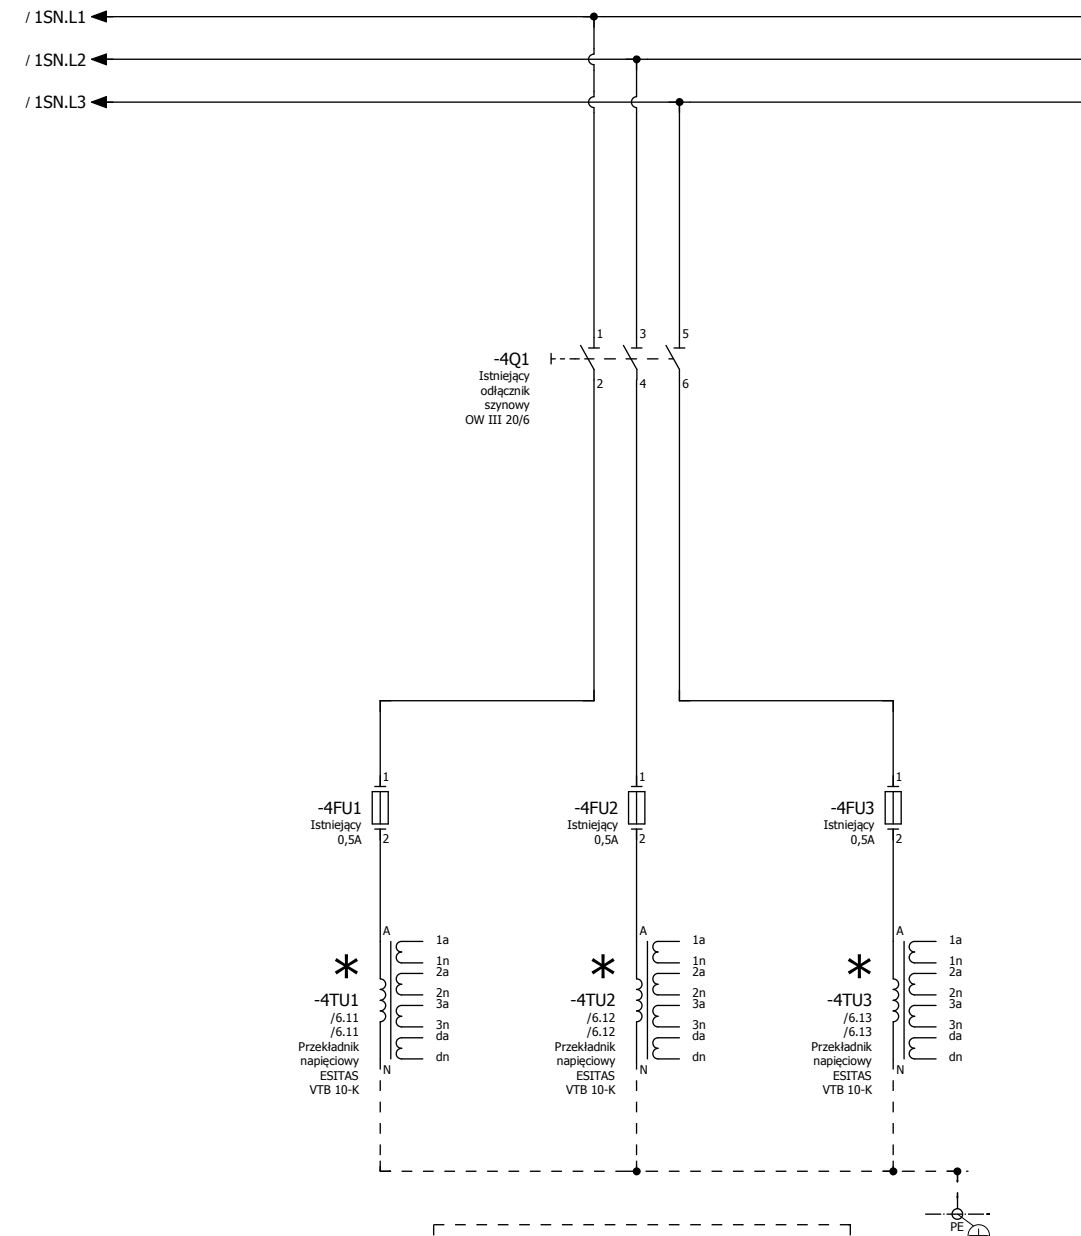 / 1SN.L1
/ 1SN.L2
/ 1SN.L3
1 3 5
-4Q1
Istniejący
odłącznik
szynowy
OW III 20/6
2 4 6
1 1 1
-4FU1 -4FU2 -4FU3
Istniejący Istniejący Istniejący
0,5A 0,5A 0,5A
2 2 2
A 1a A 1a A 1a
1n 1n 1n
2a 2a 2a
2n 2n 2n
-4TU1 3a -4TU2 3a -4TU3 3a
/6.11 /6.12 /6.13
/6.11 3n /6.12 3n /6.13 3n
da da da
Przekładnik Przekładnik Przekładnik
napięciowy dn napięciowy dn napięciowy dn
ESITAS N ESITAS N ESITAS N
VTB 10-K VTB 10-K VTB 10-K
PE